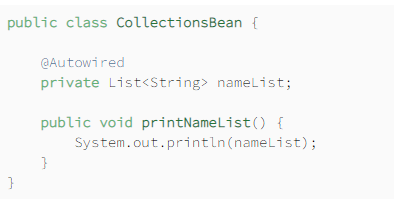 public class CollectionsBean {
@Autowired
private List<String> nameList;
public void printNameList() {
System.out.println(nameList);
}
}